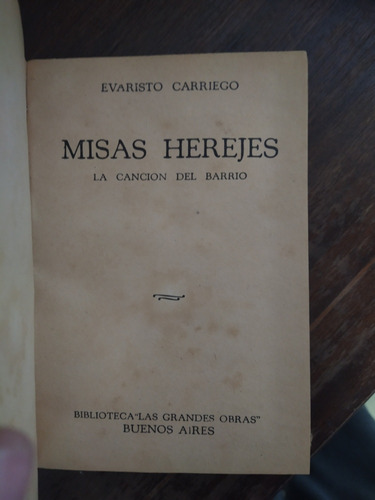 EVARISTO CARRIEGO
MISAS HEREJES
LA CANCION DEL BARRIO
BIBLIOTECA "LAS GRANDES OBRAS"
BUENOS AIRES